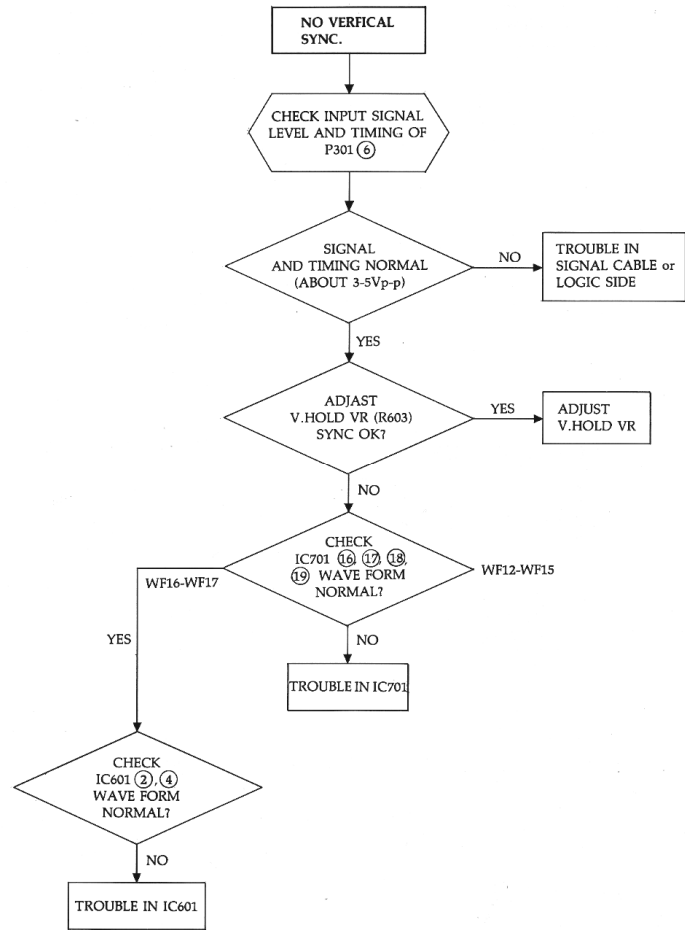 NO VERFICAL
SYNC.
CHECK INPUT SIGNAL
LEVEL AND TIMING OF
P301 ⑥
SIGNAL
AND TIMING NORMAL
(ABOUT 3-5Vp-p)
NO
TROUBLE IN
SIGNAL CABLE or
LOGIC SIDE
YES
ADJAST
V.HOLD VR (R603)
SYNC OK?
YES
ADJUST
V.HOLD VR
NO
CHECK
IC701 ⑯, ⑰, ⑱,
⑲ WAVE FORM
NORMAL?
WF16-WF17
WF12-WF15
YES
NO
TROUBLE IN IC701
CHECK
IC601 ②, ④
WAVE FORM
NORMAL?
NO
TROUBLE IN IC601